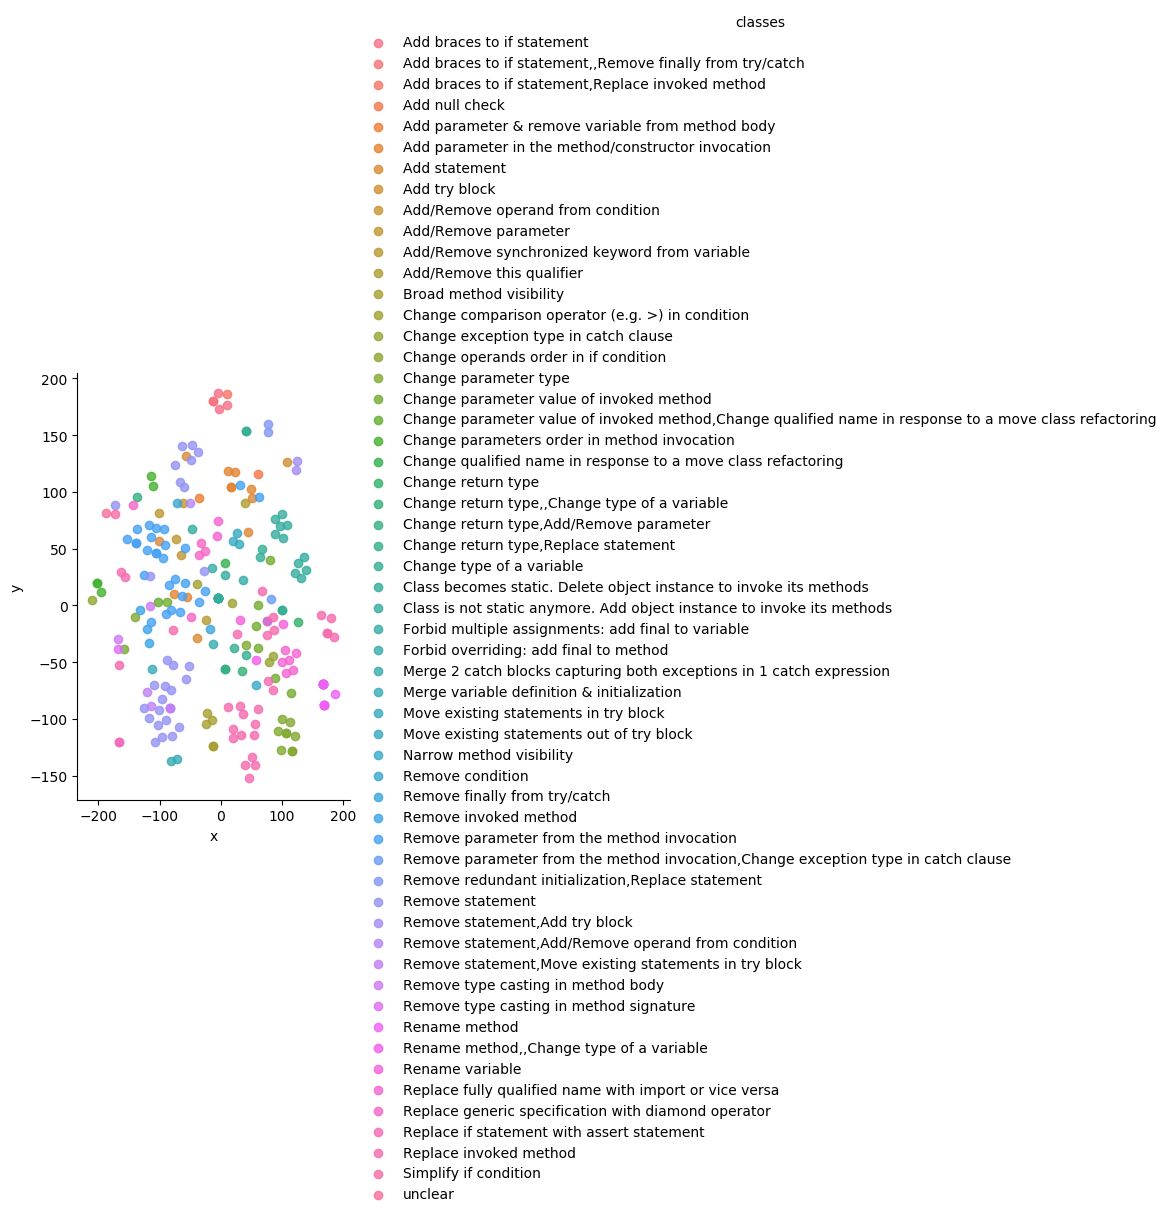 classes
Add braces to if statement
Add braces to if statement,,Remove finally from try/catch
Add braces to if statement,Replace invoked method
Add null check
Add parameter & remove variable from method body
Add parameter in the method/constructor invocation
Add statement
Add try block
Add/Remove operand from condition
Add/Remove parameter
Add/Remove synchronized keyword from variable
Add/Remove this qualifier
Broad method visibility
Change comparison operator (e.g. >) in condition
Change exception type in catch clause
Change operands order in if condition
Change parameter type
Change parameter value of invoked method
Change parameter value of invoked method,Change qualified name in response to a move class refactoring
Change parameters order in method invocation
Change qualified name in response to a move class refactoring
Change return type
Change return type,,Change type of a variable
Change return type,Add/Remove parameter
Change return type,Replace statement
Change type of a variable
Class becomes static. Delete object instance to invoke its methods
Class is not static anymore. Add object instance to invoke its methods
Forbid multiple assignments: add final to variable
Forbid overriding: add final to method
Merge 2 catch blocks capturing both exceptions in 1 catch expression
Merge variable definition & initialization
Move existing statements in try block
Move existing statements out of try block
Narrow method visibility
Remove condition
Remove finally from try/catch
Remove invoked method
Remove parameter from the method invocation
Remove parameter from the method invocation,Change exception type in catch clause
Remove redundant initialization,Replace statement
Remove statement
Remove statement,Add try block
Remove statement,Add/Remove operand from condition
Remove statement,Move existing statements in try block
Remove type casting in method body
Remove type casting in method signature
Rename method
Rename method,,Change type of a variable
Rename variable
Replace fully qualified name with import or vice versa
Replace generic specification with diamond operator
Replace if statement with assert statement
Replace invoked method
Simplify if condition
unclear
200
150
100
50
0
−50
−100
−150
y
−200 −100 0 100 200
x